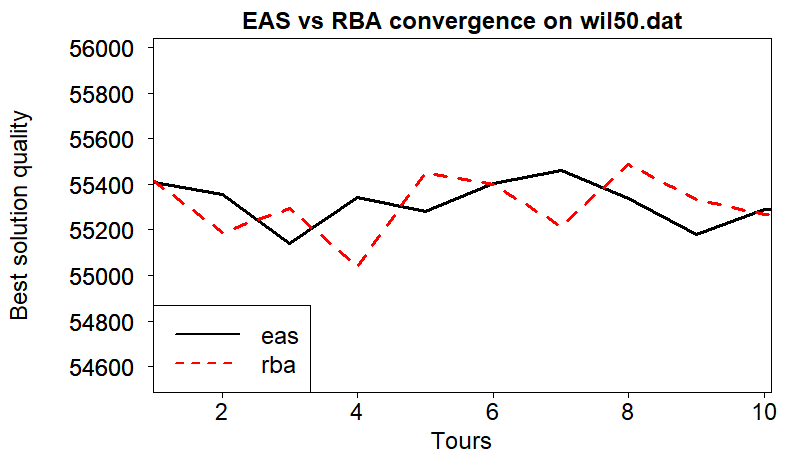 EAS vs RBA convergence on wil50.dat
Best solution quality
56000
55800
55600
55400
55200
55000
54800
54600
eas
rba
2 4 6 8 10
Tours